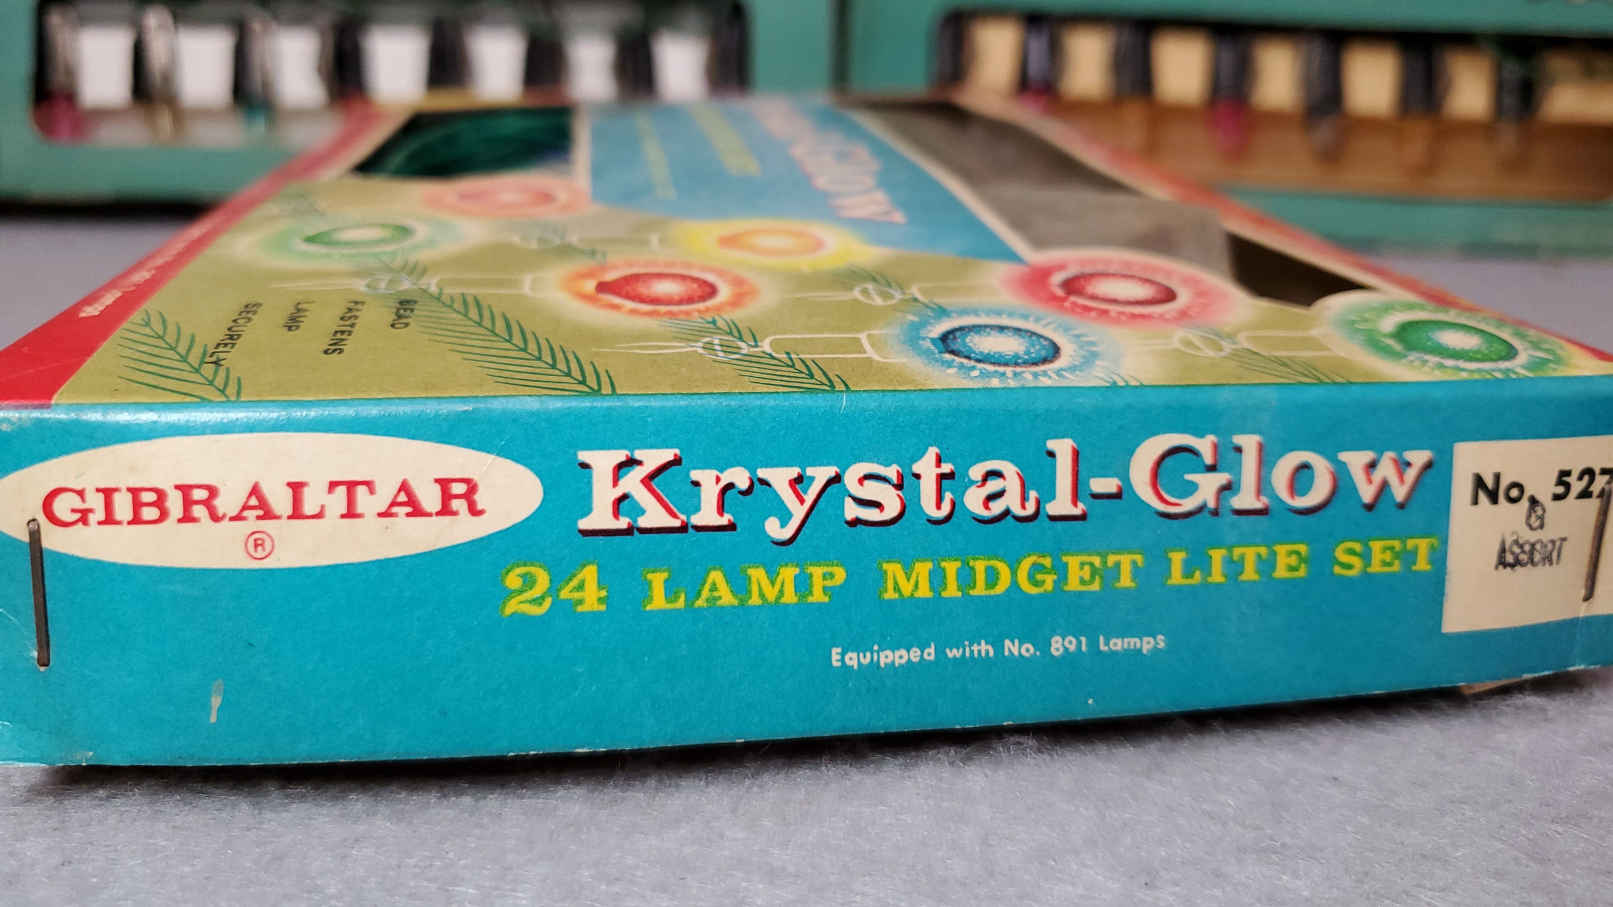 GLOW
BEAD
FASTENS
LAMP
SECURELY
GIBRALTAR
®
Krystal-Glow
24 LAMP MIDGET LITE SET
Equipped with No. 891 Lamps
No. 527
G
ASSORT